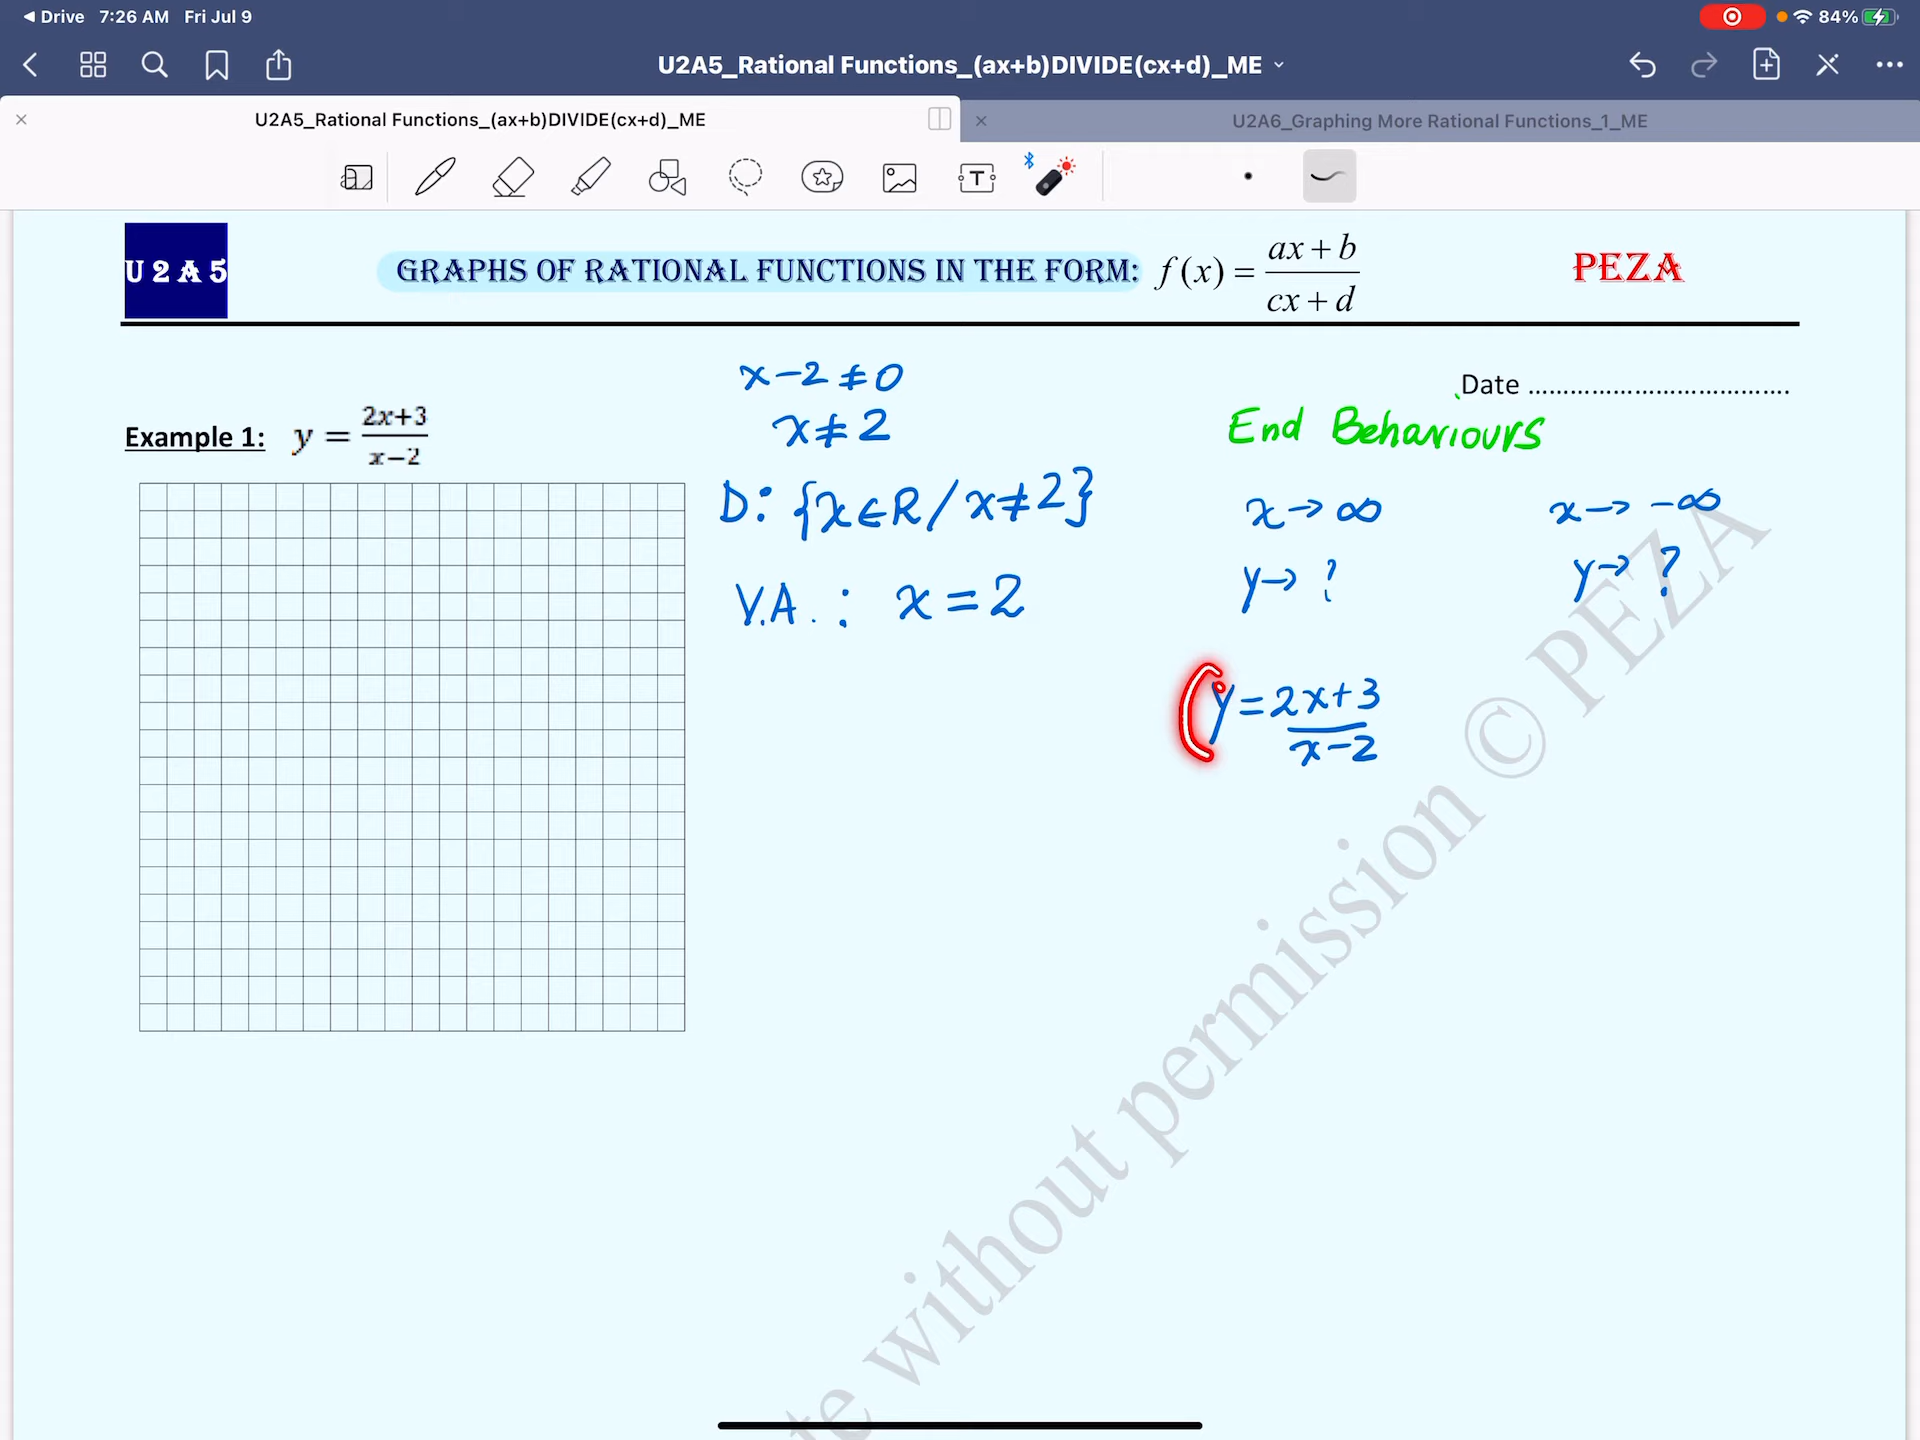 Drive 7:26 AM Fri Jul 9 84%
U2A5_Rational Functions_(ax+b)DIVIDE(cx+d)_ME
U2A5_Rational Functions_(ax+b)DIVIDE(cx+d)_ME
U2A6_Graphing More Rational Functions_1_ME
U2A5 GRAPHS OF RATIONAL FUNCTIONS IN THE FORM: f(x) = (ax + b)/(cx + d) PEZA
Date ....................................
x-2≠0
x≠2
Example 1: y = (2x+3)/(x-2)
D: {x∈R/x≠2}
V.A. : x=2
End Behaviours
x→∞ x→-∞
y→? y→?
y=(2x+3)/(x-2)
te without permission © PEZA